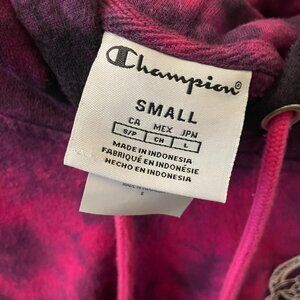 Champion®
SMALL
CA MEX JPN
S/P CH L
MADE IN INDONESIA
FABRIQUÉ EN INDONÉSIE
HECHO EN INDONESIA